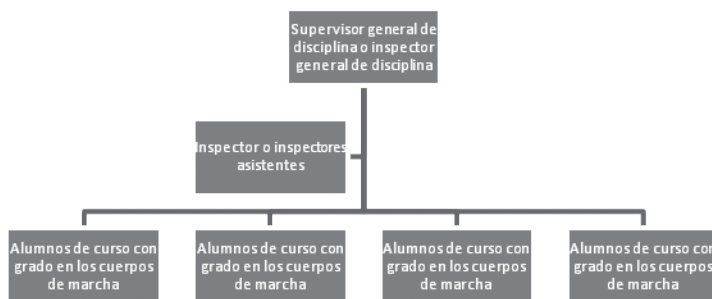 Supervisor general de
disciplina o inspector
general de disciplina
Inspector o inspectores
asistentes
Alumnos de curso con
grado en los cuerpos
de marcha
Alumnos de curso con
grado en los cuerpos
de marcha
Alumnos de curso con
grado en los cuerpos
de marcha
Alumnos de curso con
grado en los cuerpos
de marcha